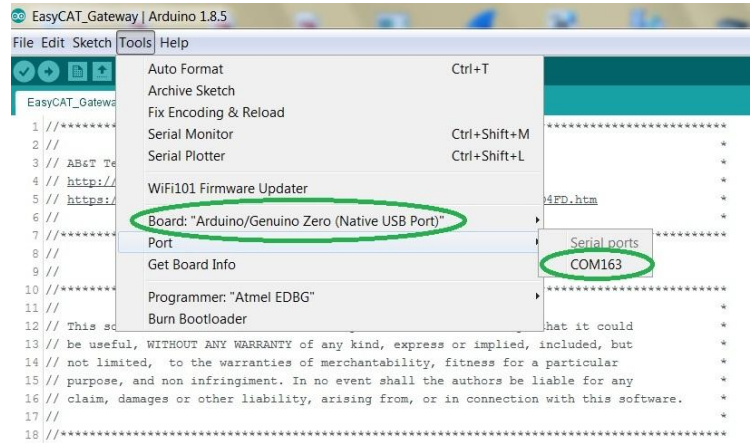 EasyCAT_Gateway | Arduino 1.8.5
File Edit Sketch Tools Help
Auto Format Ctrl+T
Archive Sketch
EasyCAT_Gatewa
Fix Encoding & Reload
1 //******* *************************
Serial Monitor Ctrl+Shift+M
2 // *
Serial Plotter Ctrl+Shift+L
3 // AB&T Te *
4 // http:// *
WiFi101 Firmware Updater
5 // https:/ 04FD.htm *
6 // *
Board: "Arduino/Genuino Zero (Native USB Port)"
7 //*******
Port
Serial ports
8 //
Get Board Info
COM163
9 //
10 //******* *************************
Programmer: "Atmel EDBG"
11 // *
Burn Bootloader
12 // This so that it could *
13 // be useful, WITHOUT ANY WARRANTY of any kind, express or implied, included, but *
14 // not limited, to the warranties of merchantability, fitness for a particular *
15 // purpose, and non infringiment. In no event shall the authors be liable for any *
16 // claim, damages or other liability, arising from, or in connection with this software. *
17 // *
18 //*******************************************************************************